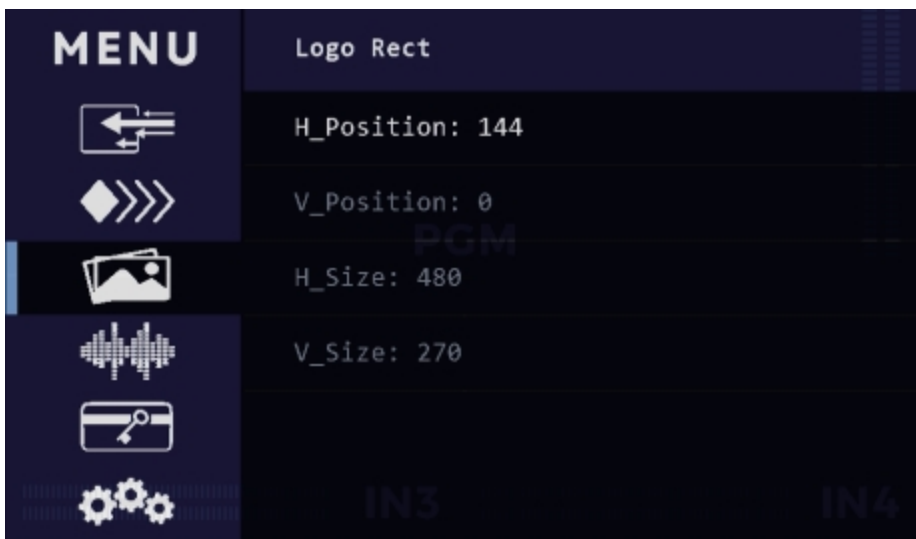 MENU
Logo Rect
H_Position: 144
V_Position: 0
PGM
H_Size: 480
V_Size: 270
IN3
IN4